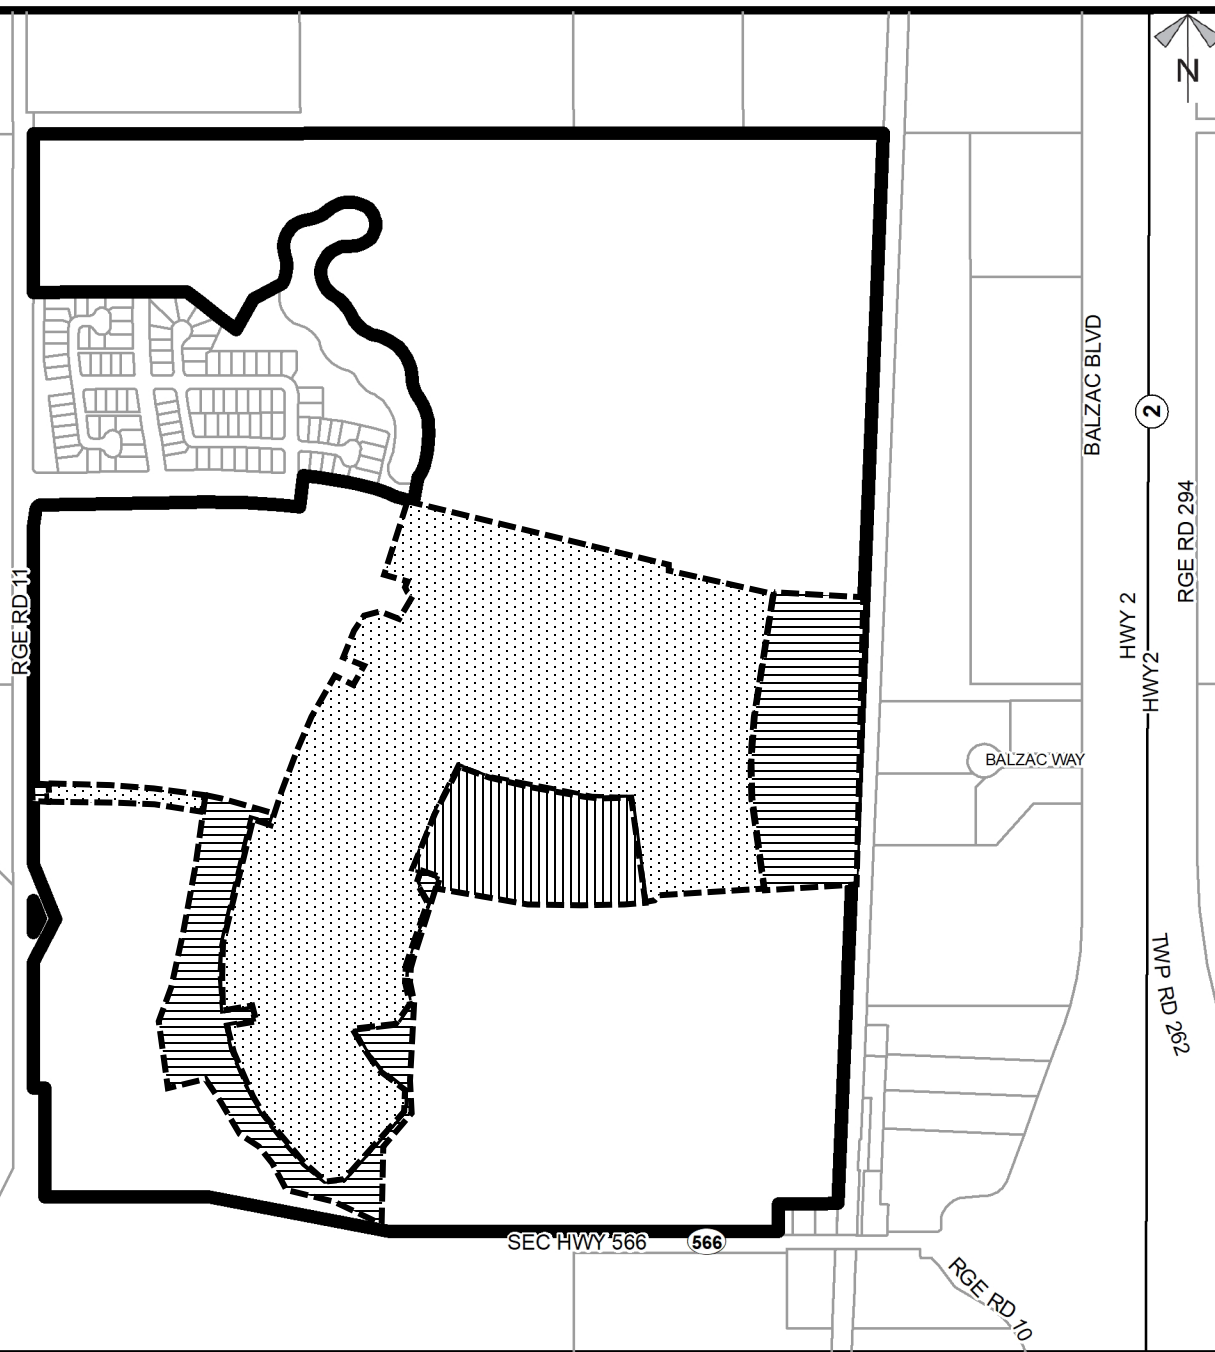 N
BALZAC BLVD
2
RGE RD 294
RGE RD 11
HWY 2
HWY2
BALZAC WAY
TWP RD 262
SEC HWY 566
566
RGE RD 10